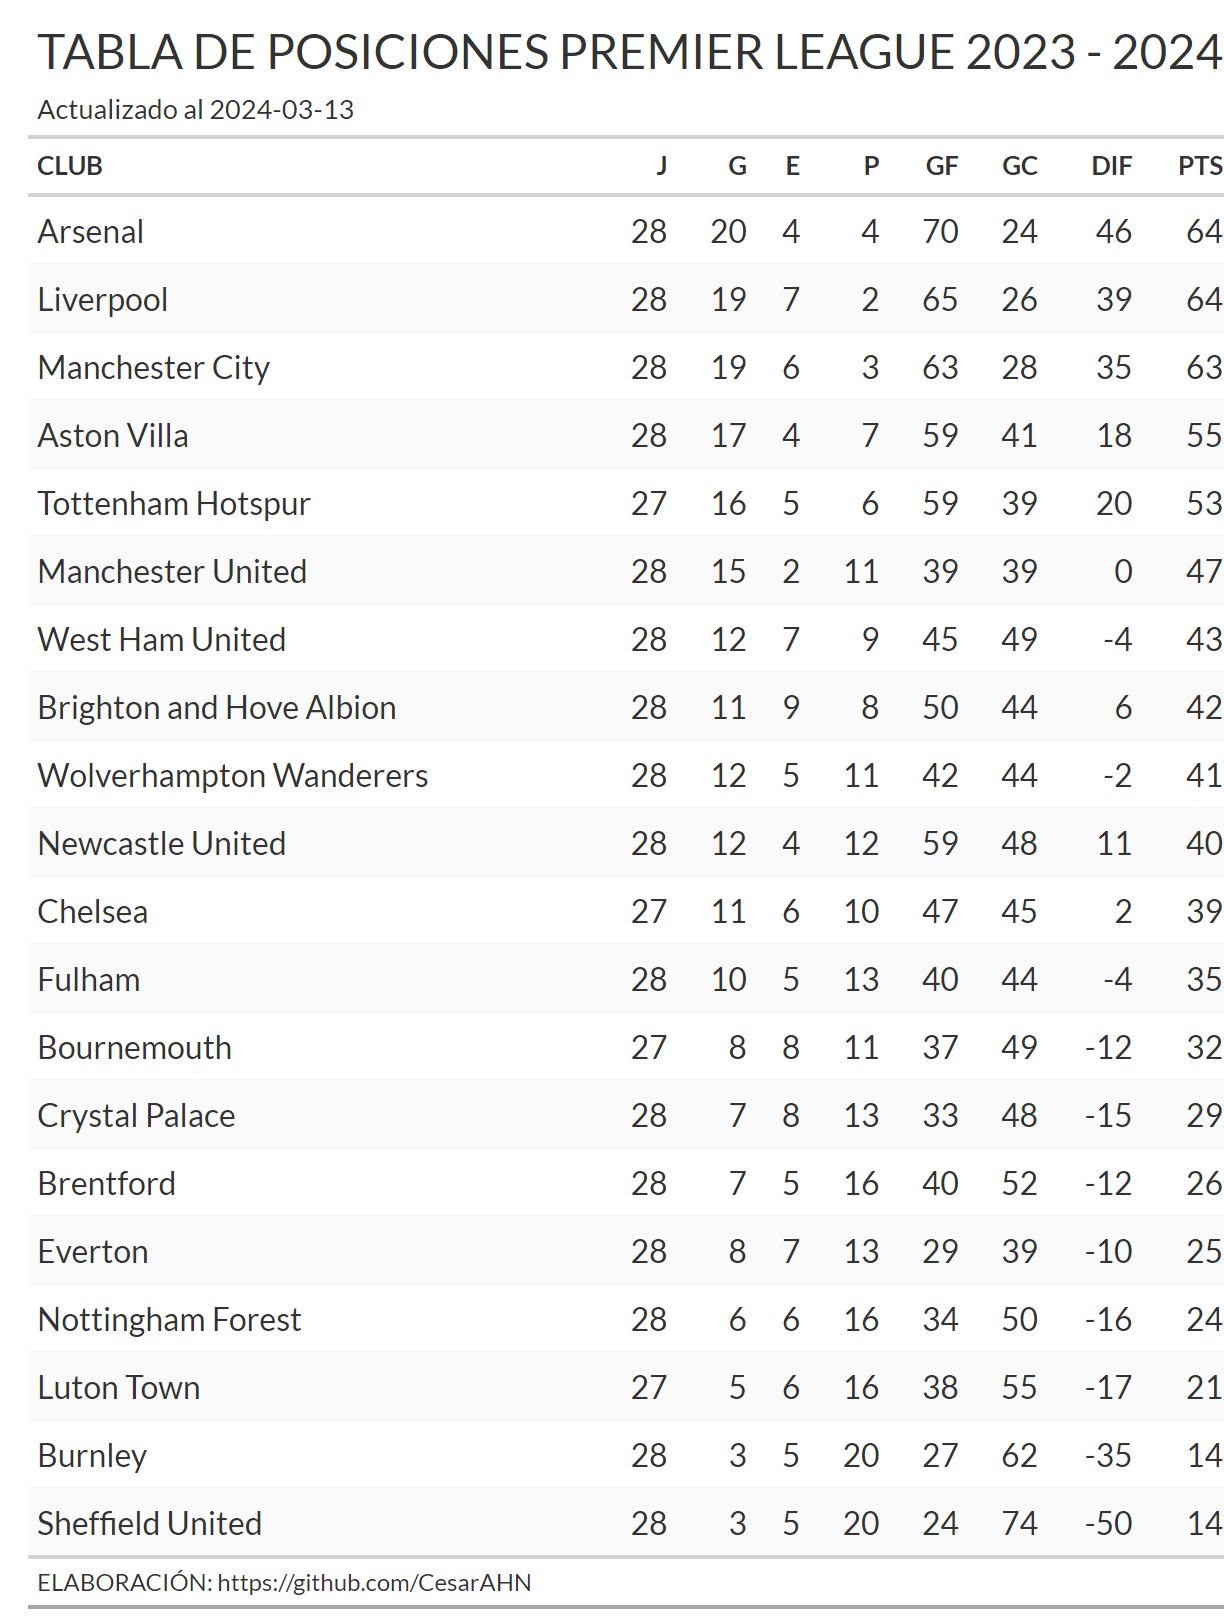 TABLA DE POSICIONES PREMIER LEAGUE 2023 - 2024
Actualizado al 2024-03-13
CLUB J G E P GF GC DIF PTS
Arsenal 28 20 4 4 70 24 46 64
Liverpool 28 19 7 2 65 26 39 64
Manchester City 28 19 6 3 63 28 35 63
Aston Villa 28 17 4 7 59 41 18 55
Tottenham Hotspur 27 16 5 6 59 39 20 53
Manchester United 28 15 2 11 39 39 0 47
West Ham United 28 12 7 9 45 49 -4 43
Brighton and Hove Albion 28 11 9 8 50 44 6 42
Wolverhampton Wanderers 28 12 5 11 42 44 -2 41
Newcastle United 28 12 4 12 59 48 11 40
Chelsea 27 11 6 10 47 45 2 39
Fulham 28 10 5 13 40 44 -4 35
Bournemouth 27 8 8 11 37 49 -12 32
Crystal Palace 28 7 8 13 33 48 -15 29
Brentford 28 7 5 16 40 52 -12 26
Everton 28 8 7 13 29 39 -10 25
Nottingham Forest 28 6 6 16 34 50 -16 24
Luton Town 27 5 6 16 38 55 -17 21
Burnley 28 3 5 20 27 62 -35 14
Sheffield United 28 3 5 20 24 74 -50 14
ELABORACIÓN: https://github.com/CesarAHN